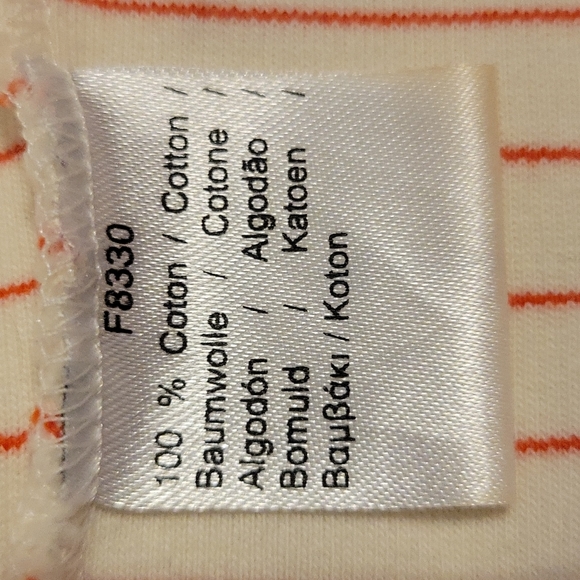 F8330
100 % Coton / Cotton /
Baumwolle / Cotone /
Algodón / Algodão /
Bomuld / Katoen /
Βαμβάκι / Koton